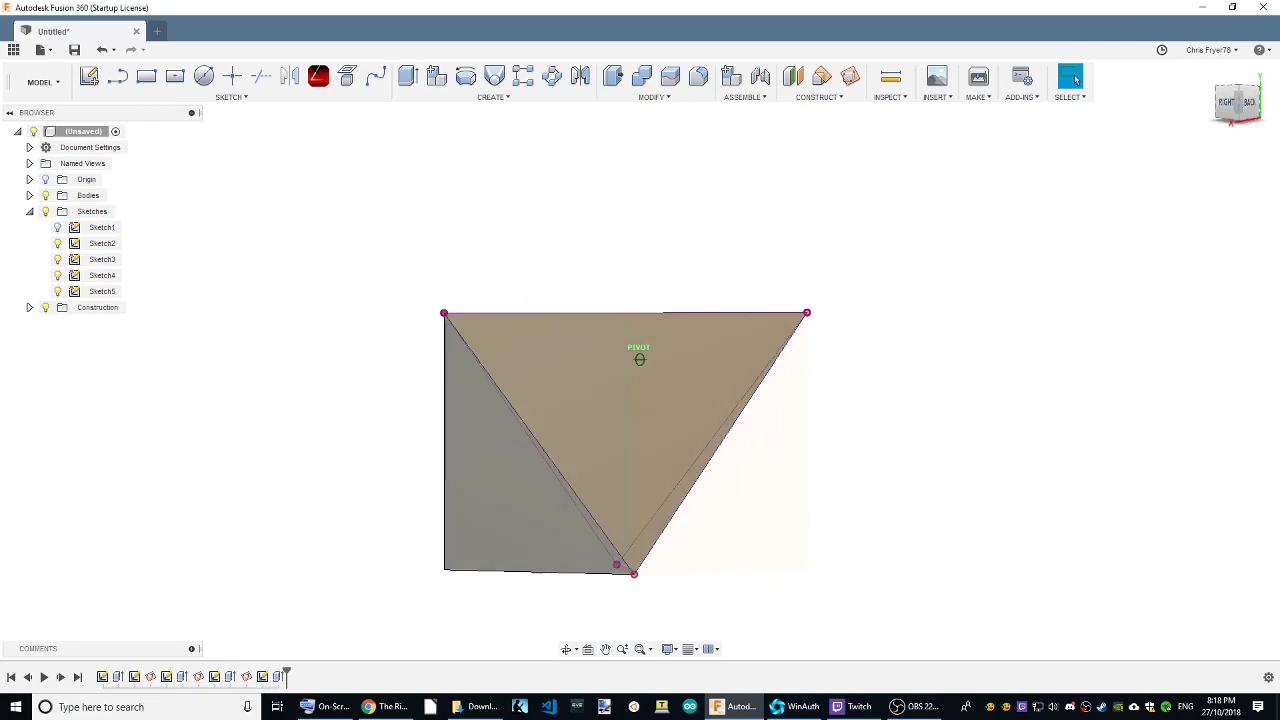 Autodesk Fusion 360 (Startup License)
Untitled*
Chris Fryer78
MODEL
SKETCH
CREATE
MODIFY
ASSEMBLE
CONSTRUCT
INSPECT
INSERT
MAKE
ADD-INS
SELECT
BROWSER
(Unsaved)
Document Settings
Named Views
Origin
Bodies
Sketches
Sketch1
Sketch2
Sketch3
Sketch4
Sketch5
Construction
Y
RIGHT
BACK
X
PIVOT
COMMENTS
Type here to search
On-Scr...
The Ri...
Downl...
Autod...
WinAuth
Twitch
OBS 22....
8:18 PM
27/10/2018